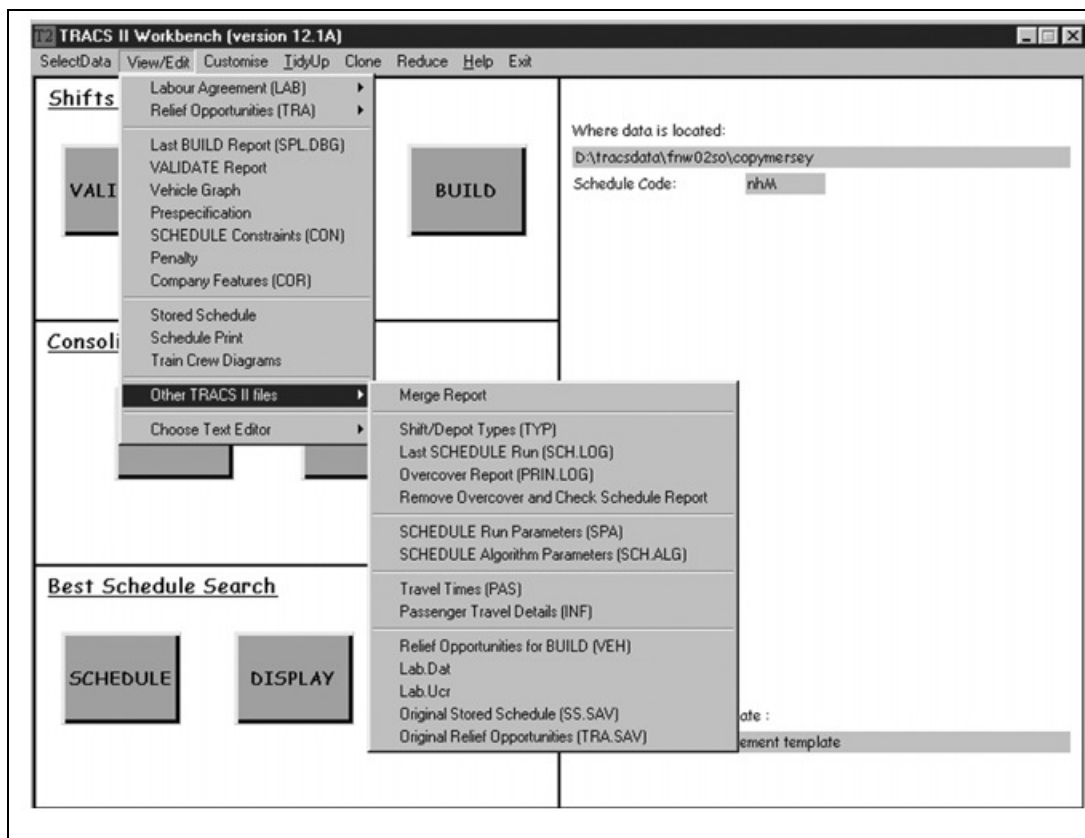 T2 TRACS II Workbench (version 12.1A)
SelectData View/Edit Customise TidyUp Clone Reduce Help Exit
Shifts
VALI
BUILD
Consoli
Best Schedule Search
SCHEDULE
DISPLAY
Labour Agreement (LAB)
Relief Opportunities (TRA)
Last BUILD Report (SPL.DBG)
VALIDATE Report
Vehicle Graph
Prespecification
SCHEDULE Constraints (CON)
Penalty
Company Features (COR)
Stored Schedule
Schedule Print
Train Crew Diagrams
Other TRACS II files
Choose Text Editor
Merge Report
Shift/Depot Types (TYP)
Last SCHEDULE Run (SCH.LOG)
Overcover Report (PRIN.LOG)
Remove Overcover and Check Schedule Report
SCHEDULE Run Parameters (SPA)
SCHEDULE Algorithm Parameters (SCH.ALG)
Travel Times (PAS)
Passenger Travel Details (INF)
Relief Opportunities for BUILD (VEH)
Lab.Dat
Lab.Ucr
Original Stored Schedule (SS.SAV)
Original Relief Opportunities (TRA.SAV)
Where data is located:
D:\tracsdata\fnw02so\copymersey
Schedule Code: nhM
ate :
ement template